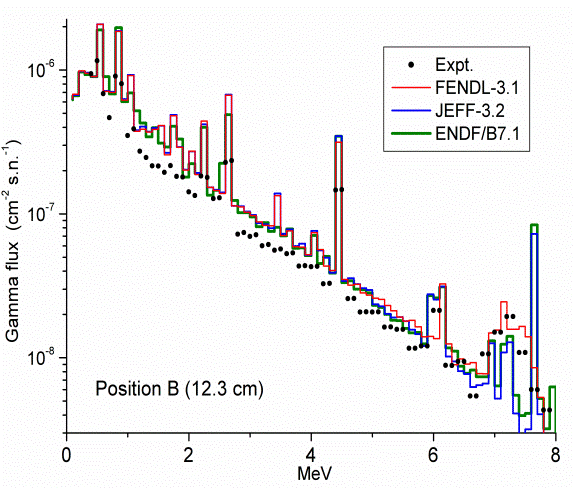 10⁻⁶
10⁻⁷
10⁻⁸
Gamma flux (cm⁻² s.n.⁻¹)
Expt.
FENDL-3.1
JEFF-3.2
ENDF/B7.1
Position B (12.3 cm)
0 2 4 6 8
MeV